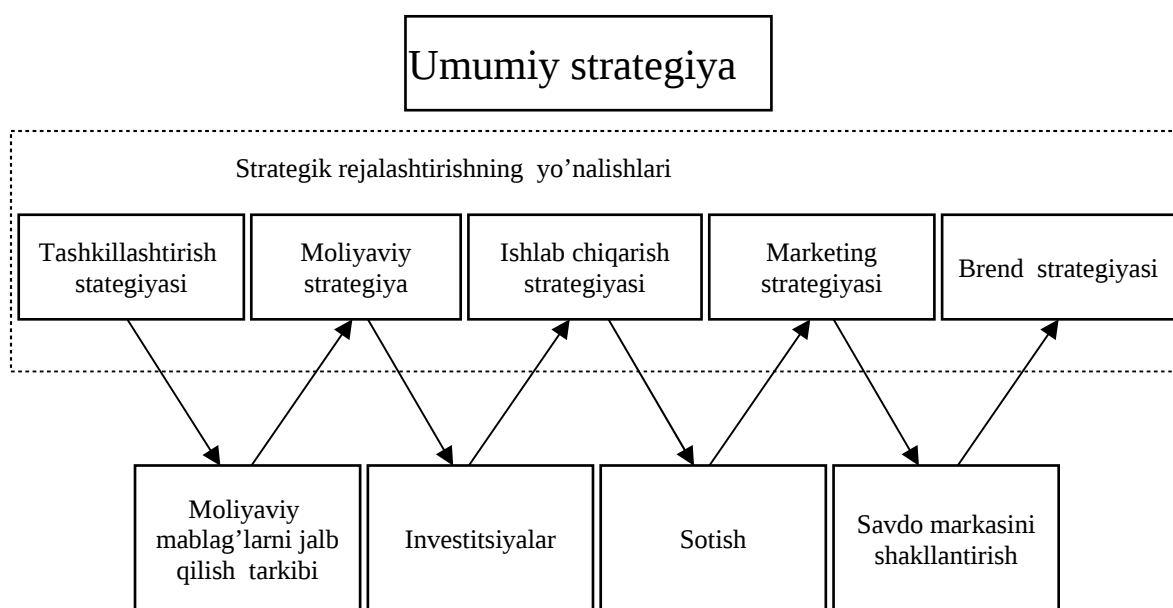 Umumiy strategiya
Strategik rejalashtirishning yo’nalishlari
Tashkillashtirish
stategiyasi
Moliyaviy
strategiya
Ishlab chiqarish
strategiyasi
Marketing
strategiyasi
Brend strategiyasi
Moliyaviy
mablag’larni jalb
qilish tarkibi
Investitsiyalar
Sotish
Savdo markasini
shakllantirish